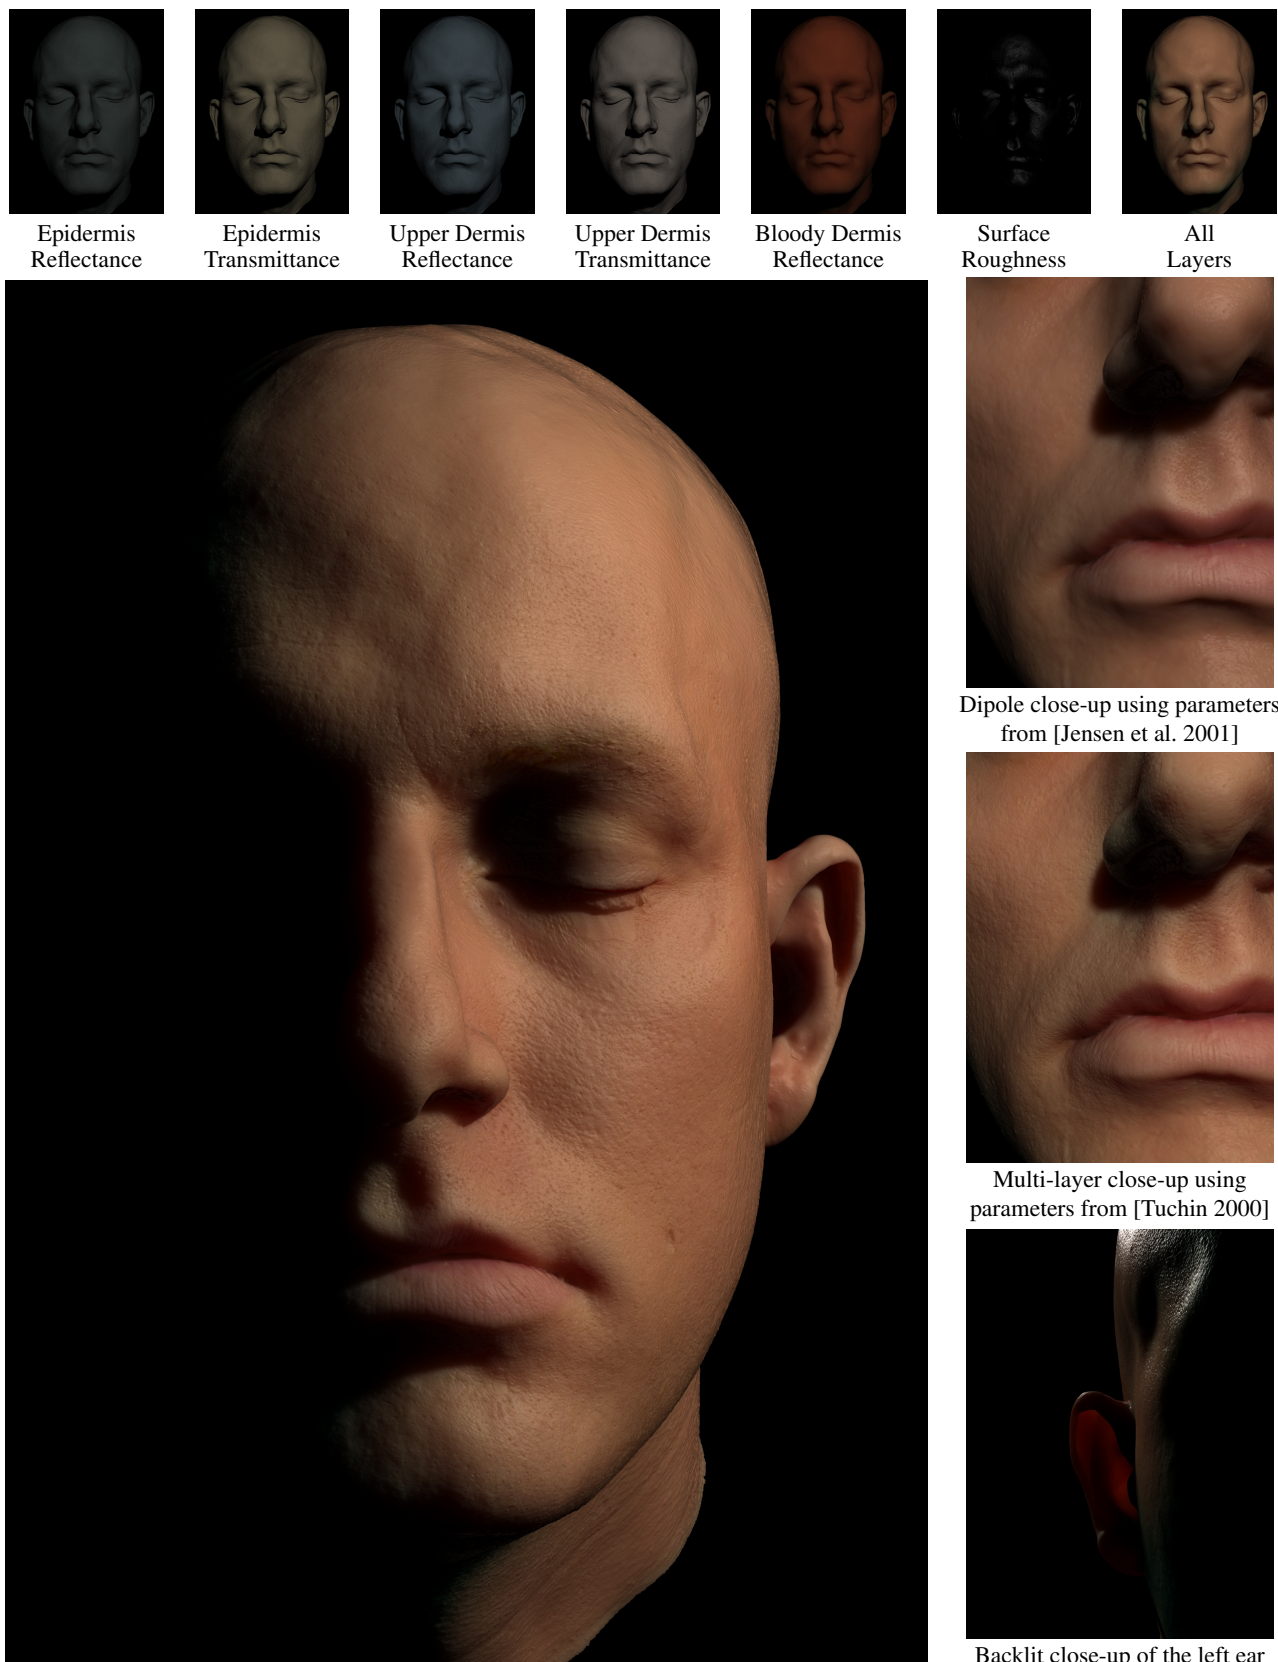 Epidermis
Reflectance
Epidermis
Transmittance
Upper Dermis
Reflectance
Upper Dermis
Transmittance
Bloody Dermis
Reflectance
Surface
Roughness
All
Layers
Dipole close-up using parameters
from [Jensen et al. 2001]
Multi-layer close-up using
parameters from [Tuchin 2000]
Backlit close-up of the left ear